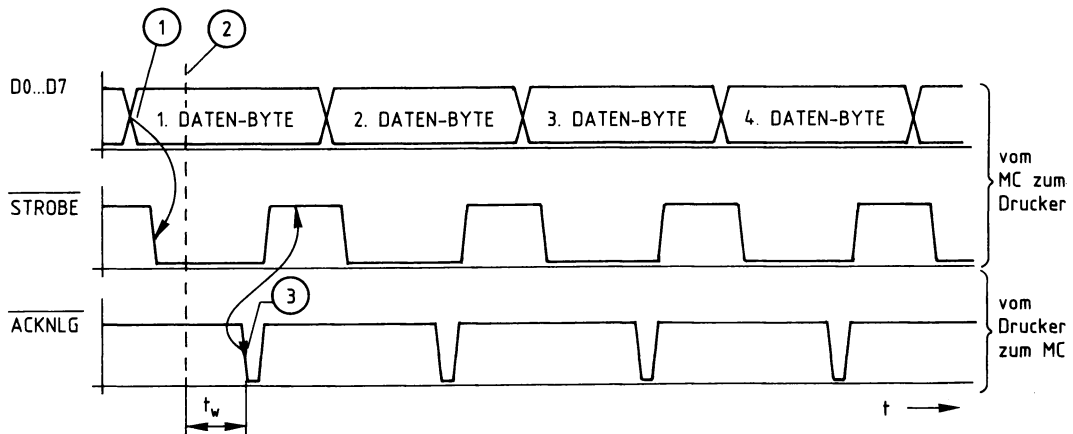 1
2
D0...D7
1. DATEN-BYTE
2. DATEN-BYTE
3. DATEN-BYTE
4. DATEN-BYTE
vom
MC zum
Drucker
STROBE
3
ACKNLG
vom
Drucker
zum MC
tw
t